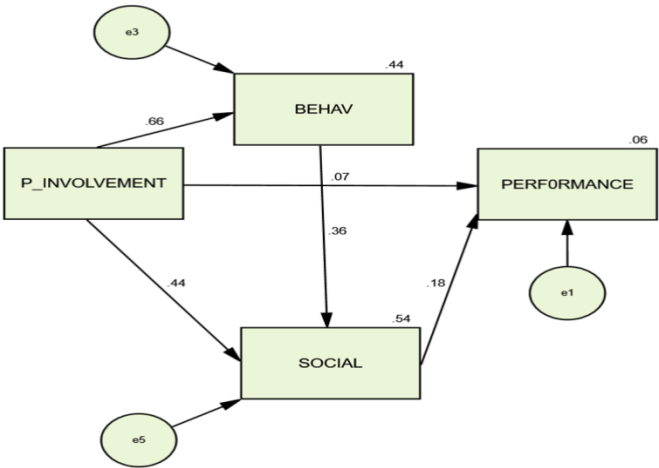 e3
.44
BEHAV
.66
.06
P_INVOLVEMENT
.07
PERF0RMANCE
.36
.44
.18
e1
.54
SOCIAL
e5